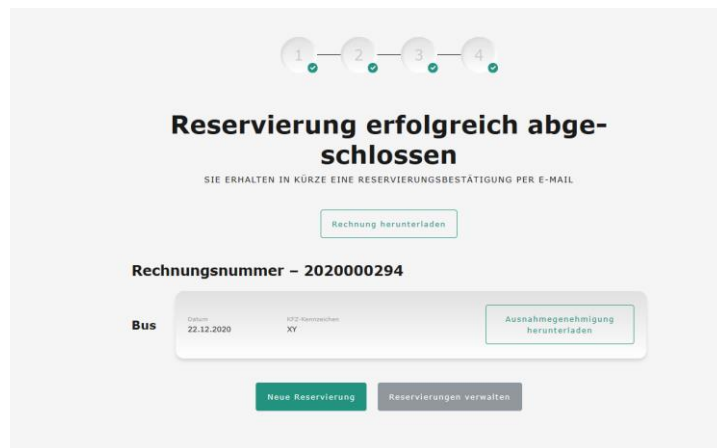 1 2 3 4
Reservierung erfolgreich abge-
schlossen
SIE ERHALTEN IN KÜRZE EINE RESERVIERUNGSBESTÄTIGUNG PER E-MAIL
Rechnung herunterladen
Rechnungsnummer – 2020000294
Bus
Datum
22.12.2020
KFZ-Kennzeichen
XY
Ausnahmegenehmigung
herunterladen
Neue Reservierung
Reservierungen verwalten